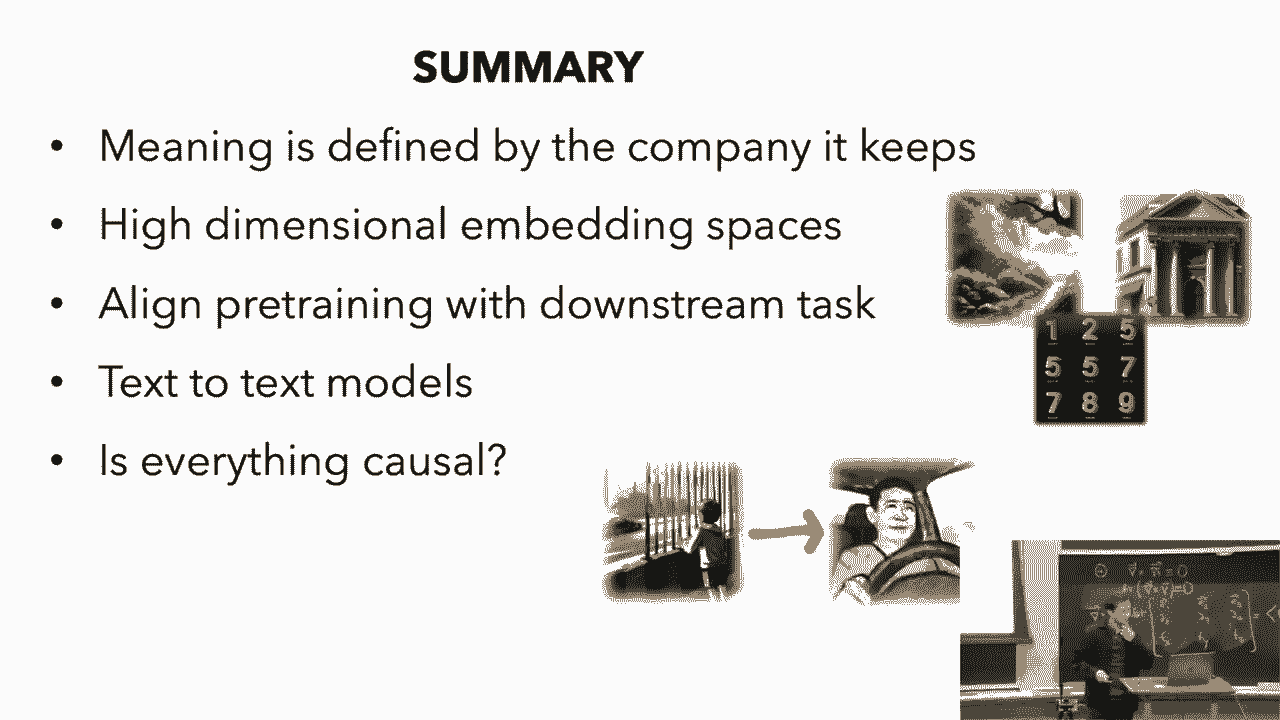 SUMMARY
• Meaning is defined by the company it keeps
• High dimensional embedding spaces
• Align pretraining with downstream task
• Text to text models
• Is everything causal?
1 2 5
5 5 7
7 8 9